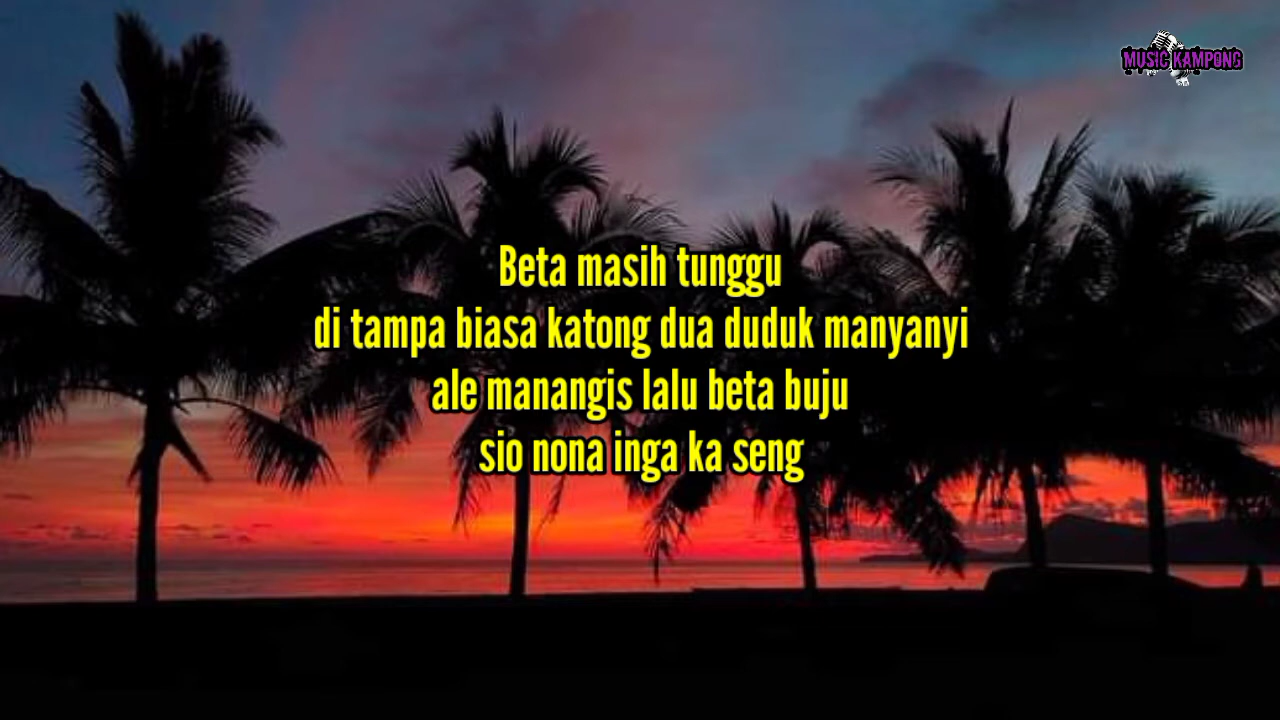 MUSIC KAMPONG
Beta masih tunggu
di tampa biasa katong dua duduk manyanyi
ale manangis lalu beta buju
sio nona inga ka seng